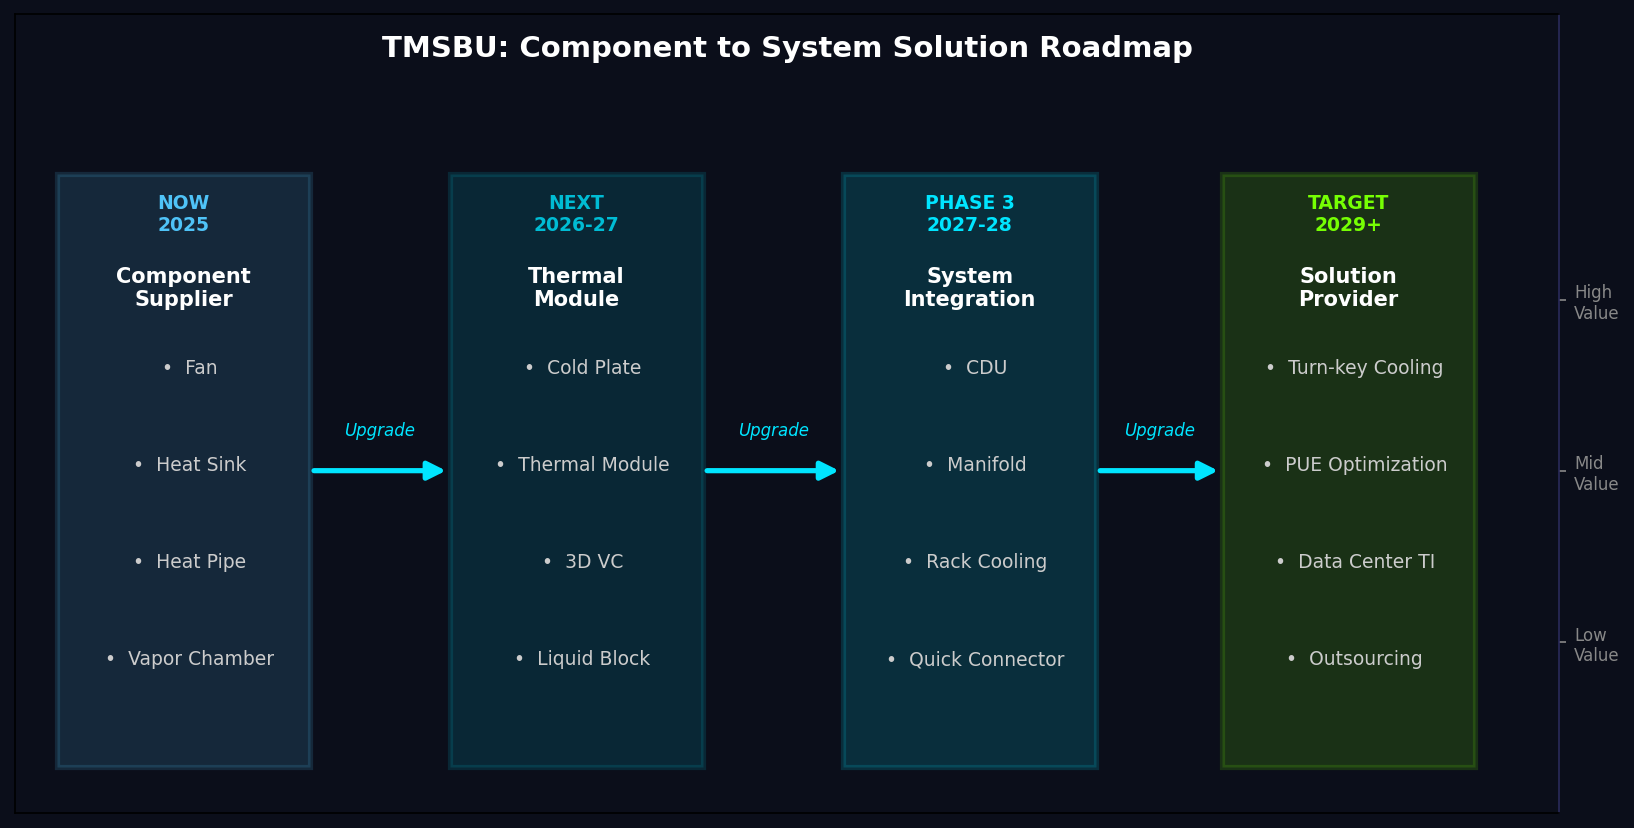 TMSBU: Component to System Solution Roadmap
NOW
2025
Component
Supplier
• Fan
• Heat Sink
• Heat Pipe
• Vapor Chamber
Upgrade
NEXT
2026-27
Thermal
Module
• Cold Plate
• Thermal Module
• 3D VC
• Liquid Block
Upgrade
PHASE 3
2027-28
System
Integration
• CDU
• Manifold
• Rack Cooling
• Quick Connector
Upgrade
TARGET
2029+
Solution
Provider
• Turn-key Cooling
• PUE Optimization
• Data Center TI
• Outsourcing
High
Value
Mid
Value
Low
Value